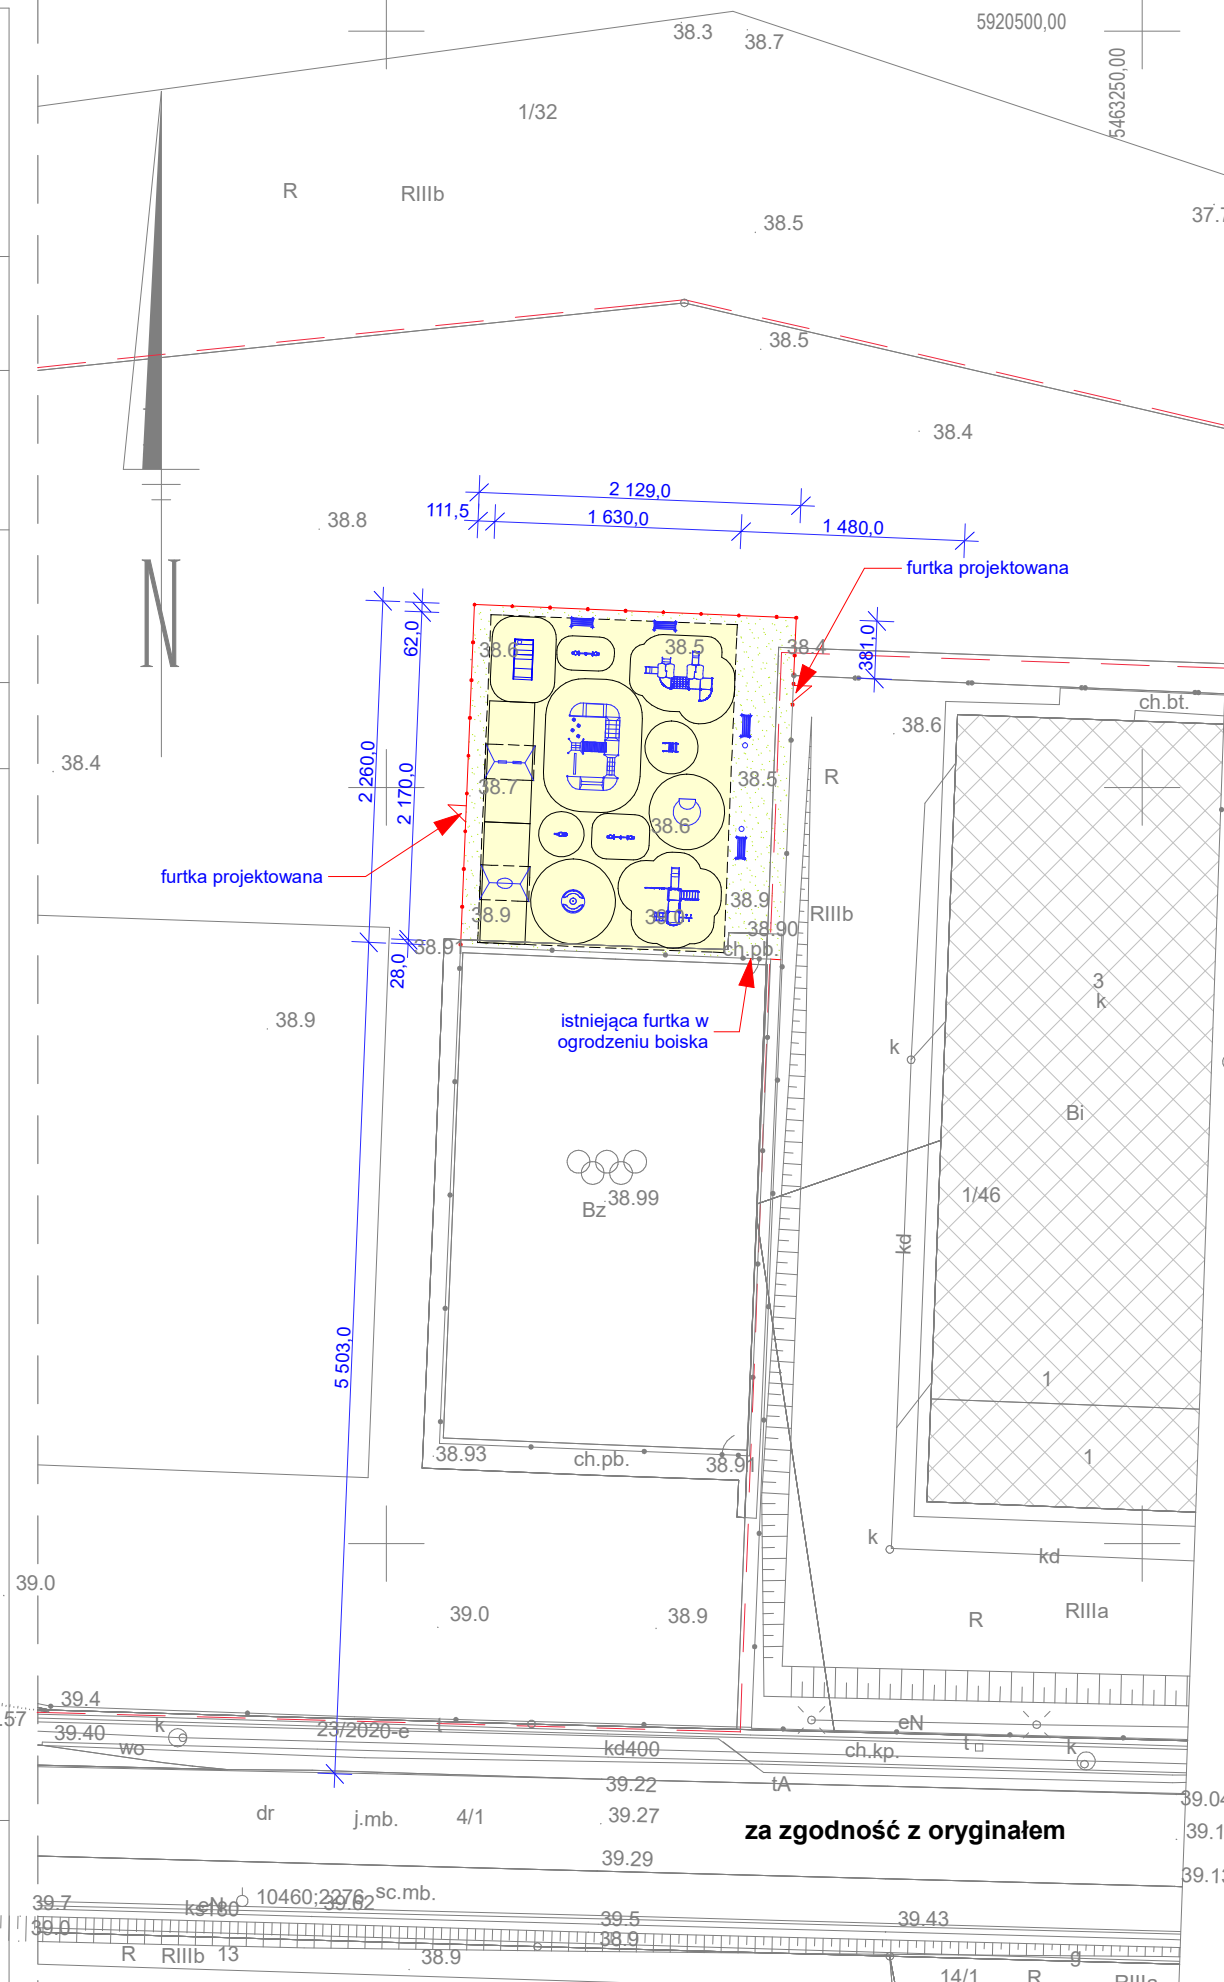 5920500,00
5463250,00
38.3
38.7
1/32
R
RIIIb
38.5
38.5
38.4
38.8
2 129,0
111,5
1 630,0
1 480,0
furtka projektowana
N
62,0
381,0
38.6
38.5
38.4
ch.bt.
38.6
38.4
2 260,0
2 170,0
38.7
38.5
R
38.6
furtka projektowana
38.9
38.9
RIIIb
38.90
38.9
ch.pb.
28,0
3
k
38.9
istniejąca furtka w
ogrodzeniu boiska
k
Bi
38.99
Bz
1/46
kd
5 503,0
1
38.93
ch.pb.
38.91
1
k
kd
39.0
39.0
38.9
R
RIIIa
39.4
39.40
k
23/2020-e
t
eN
wo
kd400
ch.kp.
t
k
39.22
tA
dr
j.mb.
4/1
39.27
za zgodność z oryginałem
39.29
39.7
ks180
eN
10460;2276
39.62
sc.mb.
39.5
39.43
39.0
38.9
R
RIIIb
13
38.9
g
14/1
R
RIIIa